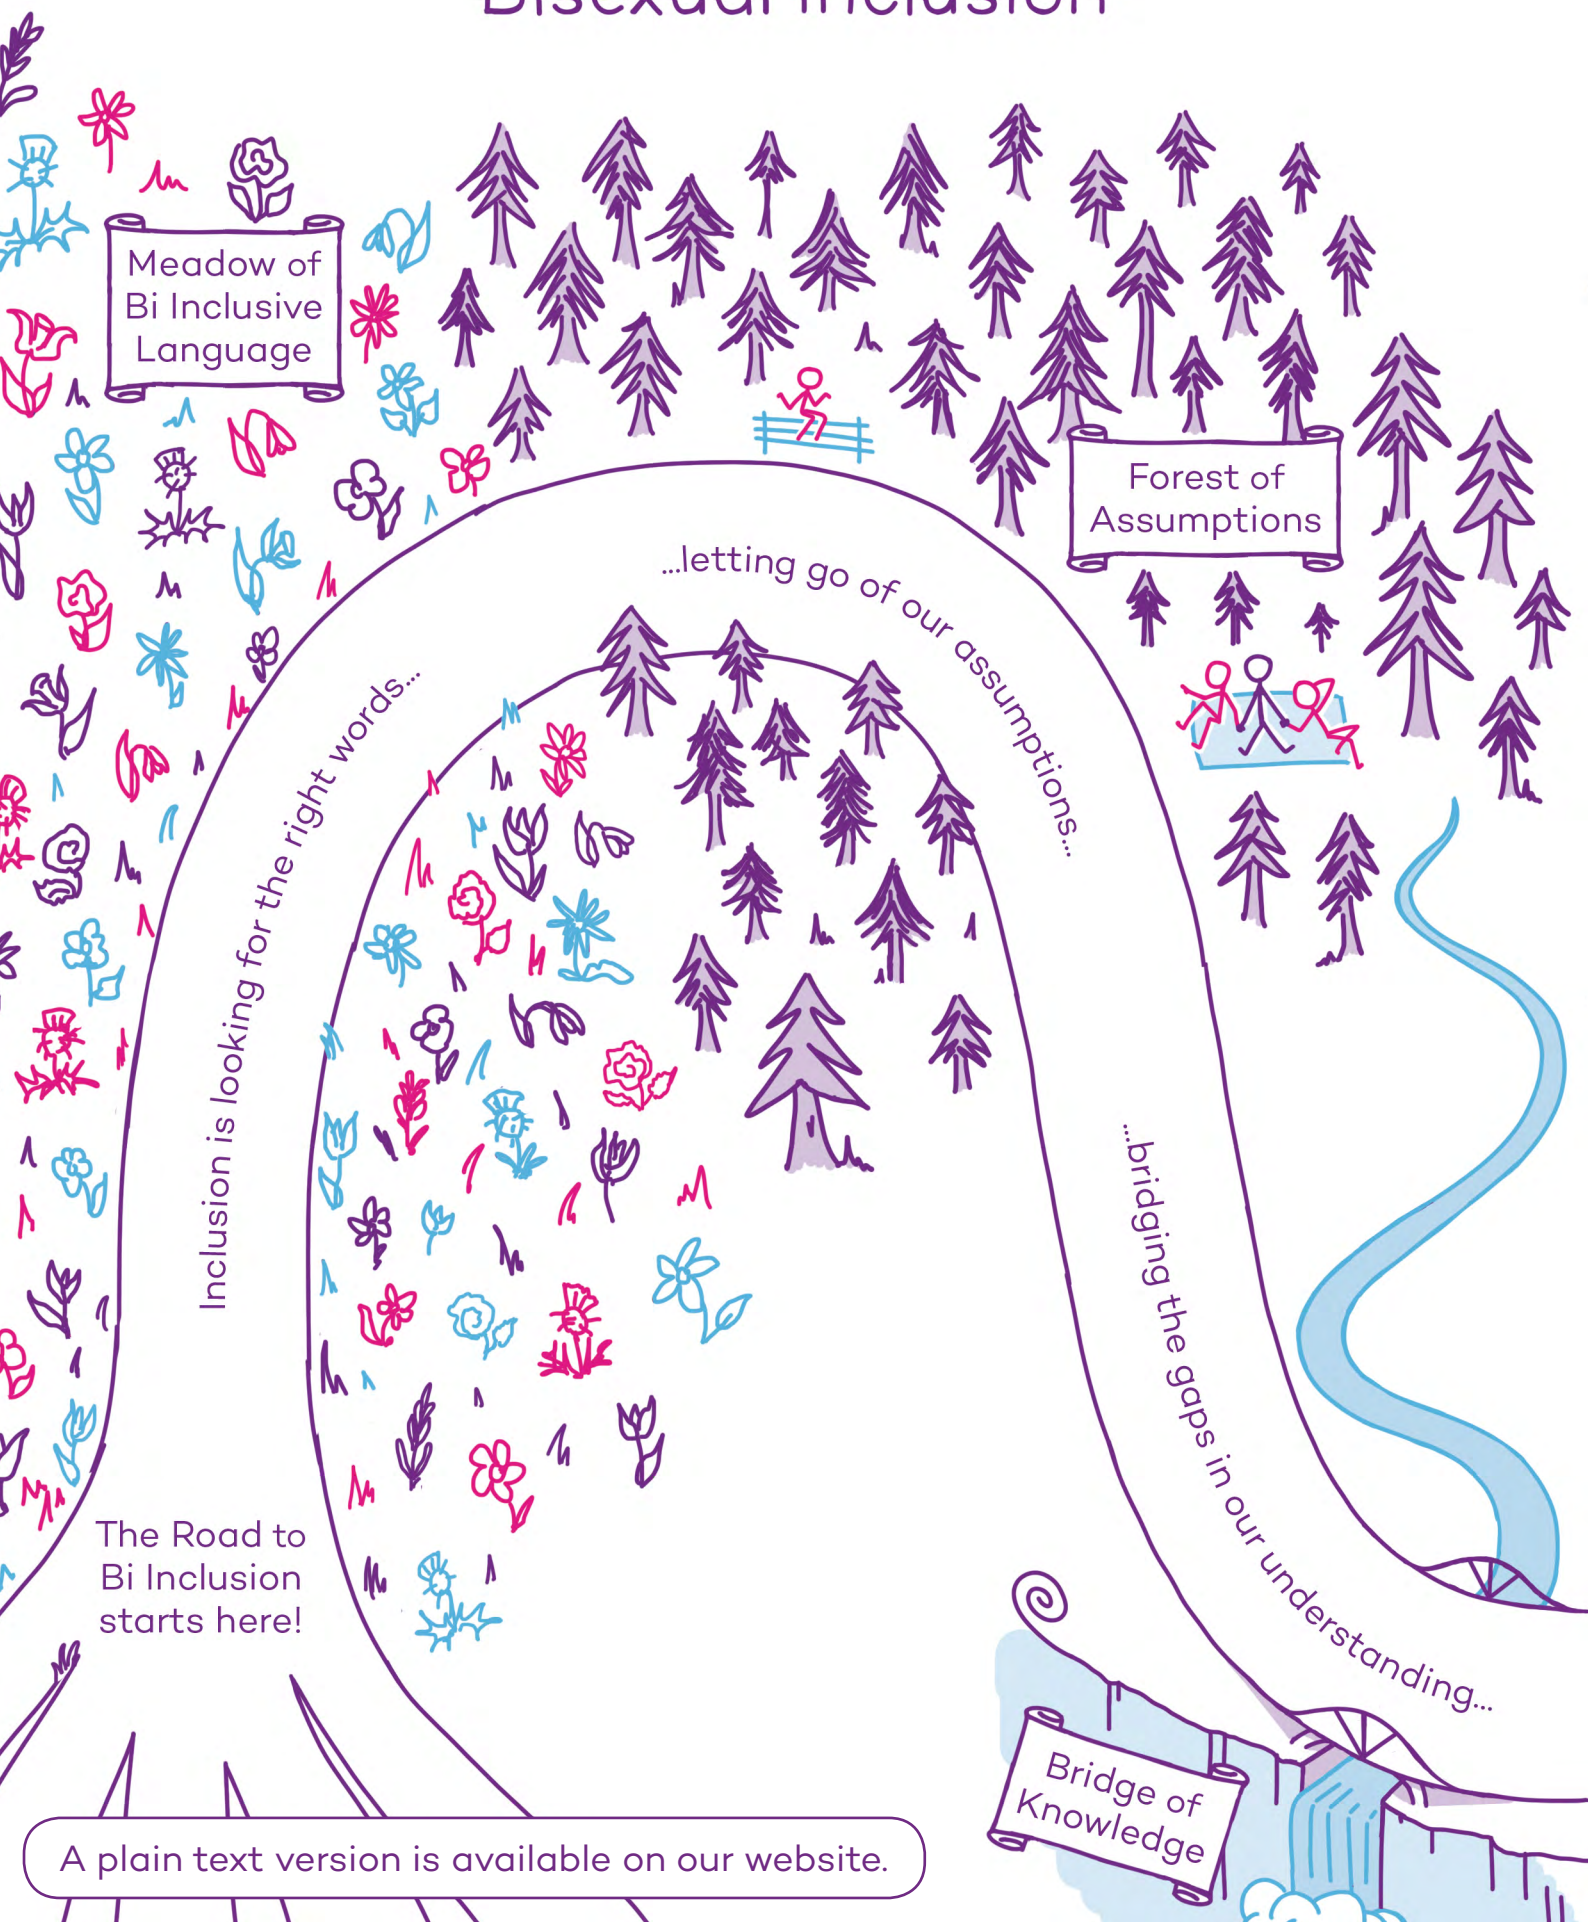 Bisexual Inclusion
Meadow of
Bi Inclusive
Language
Forest of
Assumptions
...letting go of our assumptions...
Inclusion is looking for the right words...
...bridging the gaps in our understanding...
The Road to
Bi Inclusion
starts here!
Bridge of
Knowledge
A plain text version is available on our website.